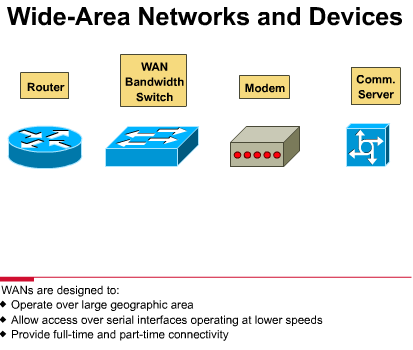 Wide-Area Networks and Devices
Router
WAN
Bandwidth
Switch
Modem
Comm.
Server
WANs are designed to:
◆ Operate over large geographic area
◆ Allow access over serial interfaces operating at lower speeds
◆ Provide full-time and part-time connectivity